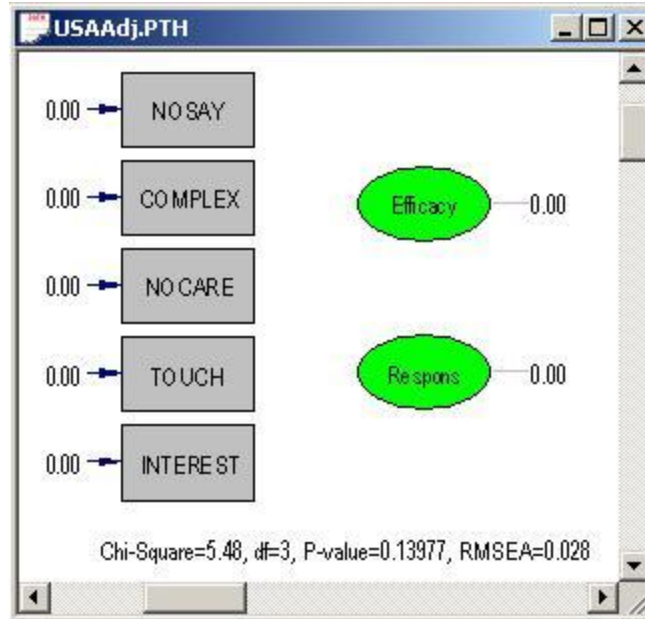 USAAdj.PTH
0.00 NOSAY
0.00 COMPLEX
Efficacy 0.00
0.00 NOCARE
0.00 TOUCH
Respons 0.00
0.00 INTEREST
Chi-Square=5.48, df=3, P-value=0.13977, RMSEA=0.028